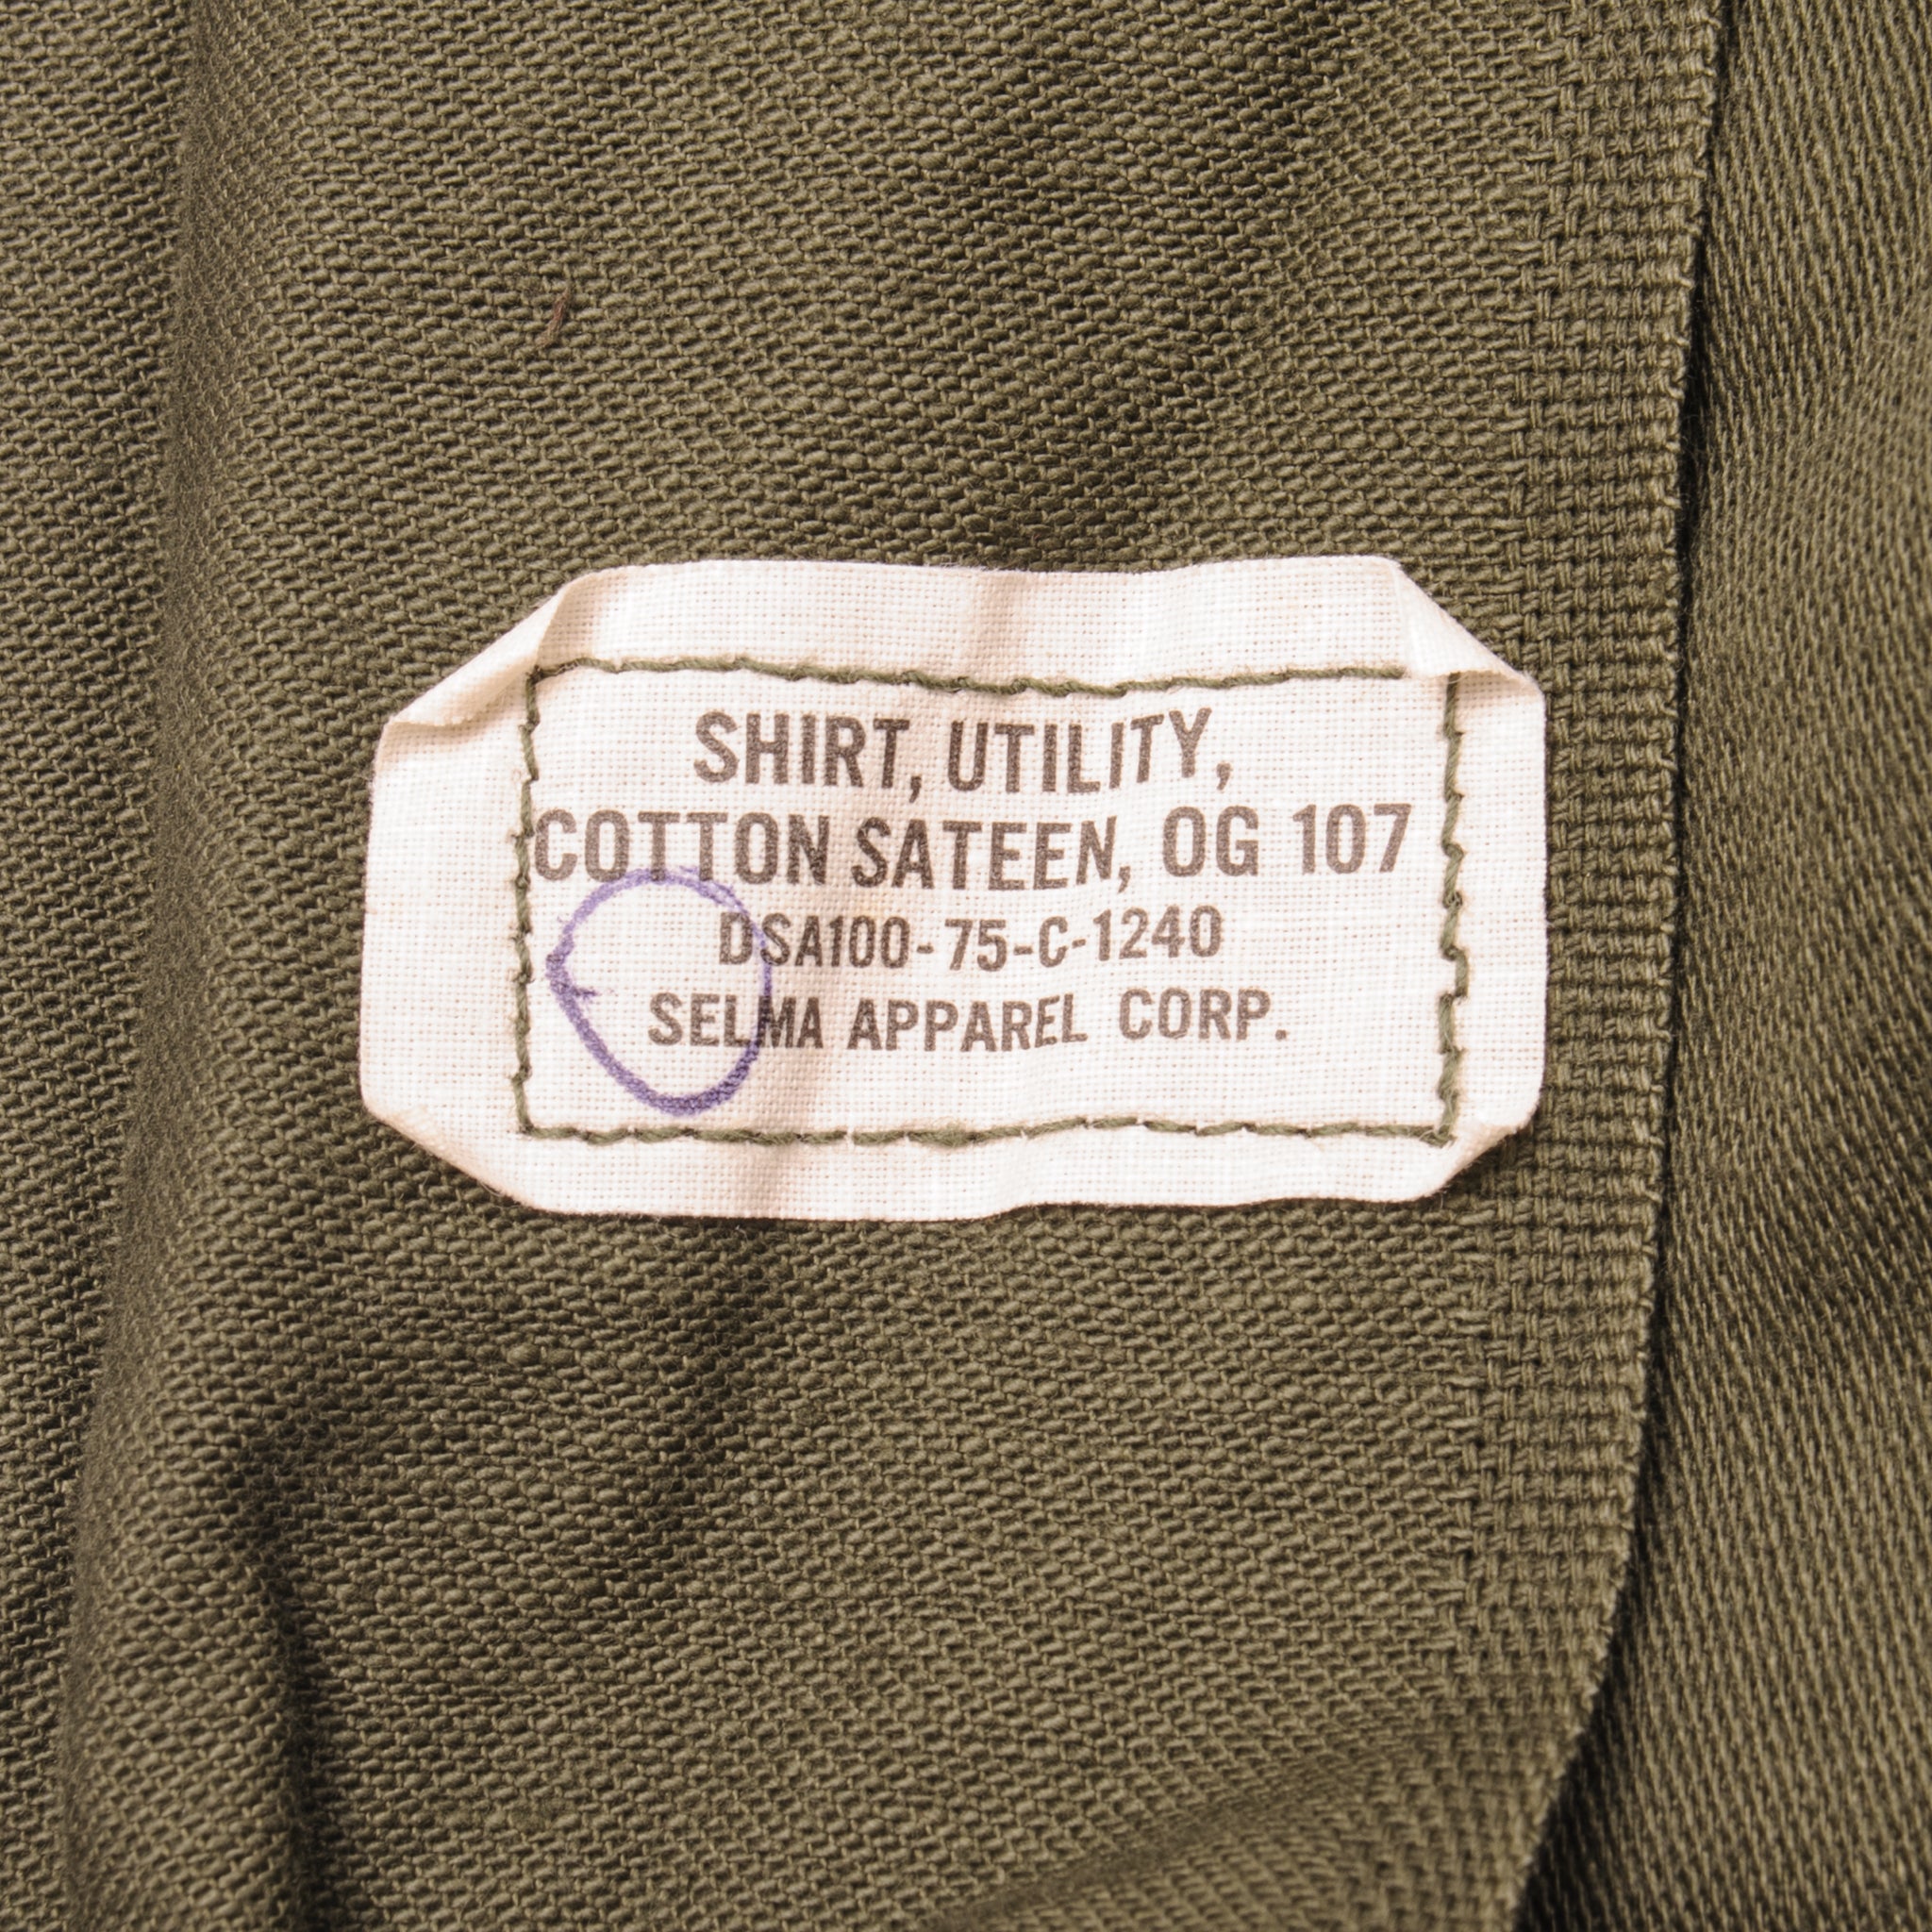 SHIRT, UTILITY,
COTTON SATEEN, OG 107
DSA100-75-C-1240
SELMA APPAREL CORP.